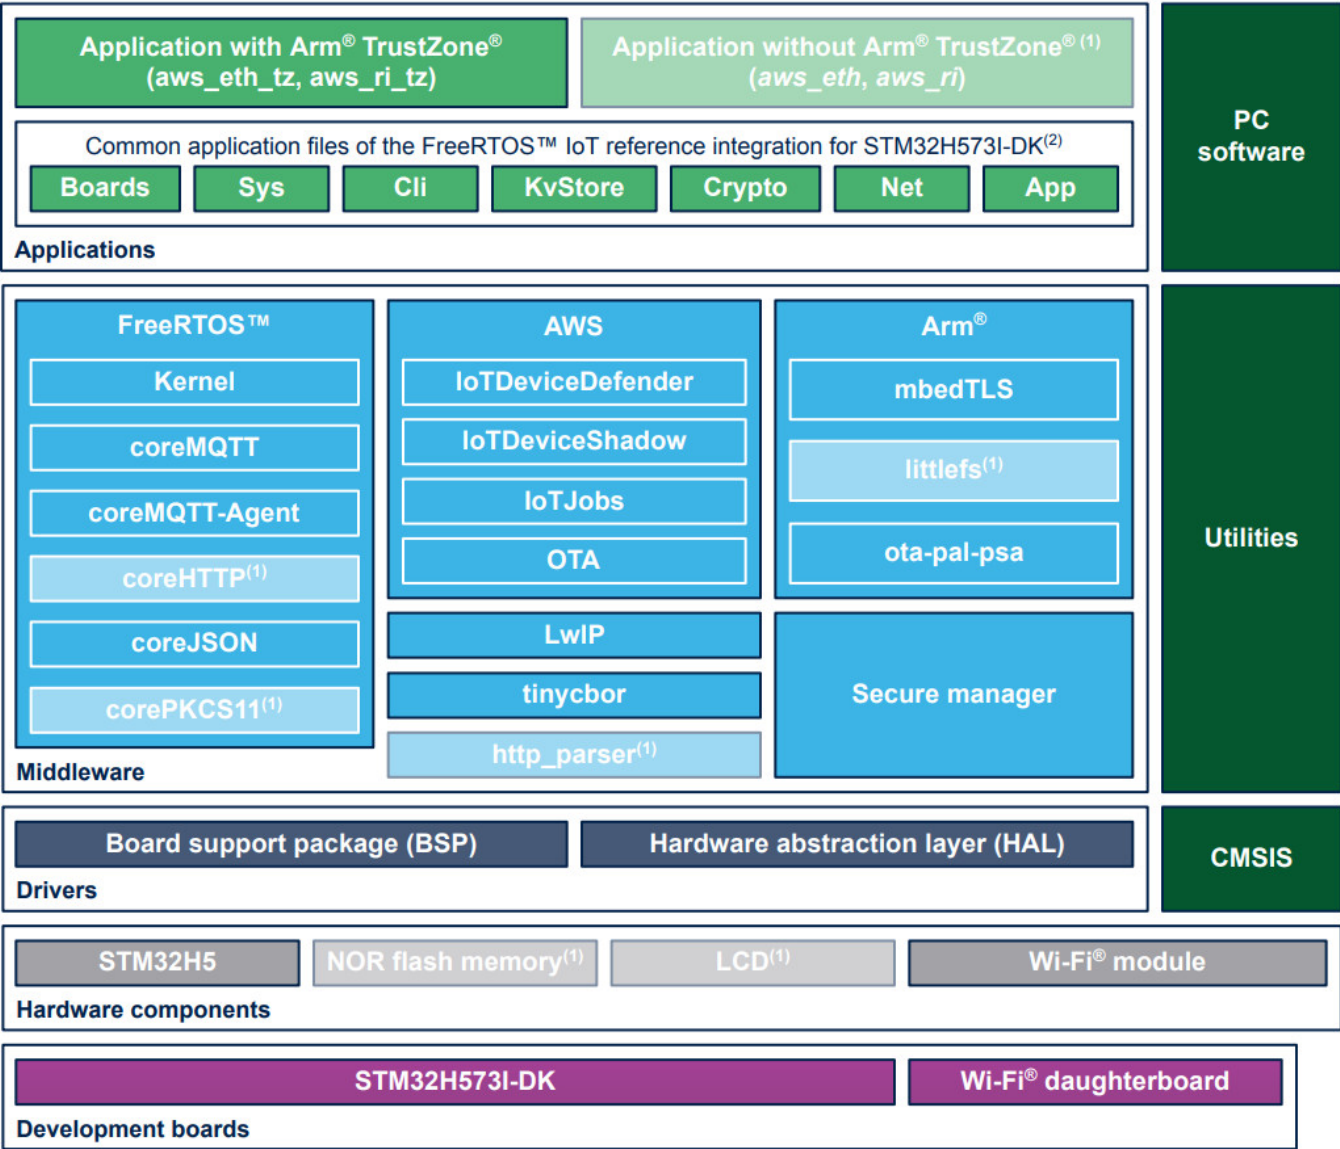 Application with Arm® TrustZone®
(aws_eth_tz, aws_ri_tz)
Application without Arm® TrustZone® (1)
(aws_eth, aws_ri)
PC
software
Common application files of the FreeRTOS™ IoT reference integration for STM32H573I-DK(2)
Boards
Sys
Cli
KvStore
Crypto
Net
App
Applications
FreeRTOS™
Kernel
coreMQTT
coreMQTT-Agent
coreHTTP(1)
coreJSON
corePKCS11(1)
AWS
IoTDeviceDefender
IoTDeviceShadow
IoTJobs
OTA
LwIP
tinycbor
http_parser(1)
Arm®
mbedTLS
littlefs(1)
ota-pal-psa
Secure manager
Middleware
Utilities
Board support package (BSP)
Hardware abstraction layer (HAL)
Drivers
CMSIS
STM32H5
NOR flash memory(1)
LCD(1)
Wi-Fi® module
Hardware components
STM32H573I-DK
Wi-Fi® daughterboard
Development boards